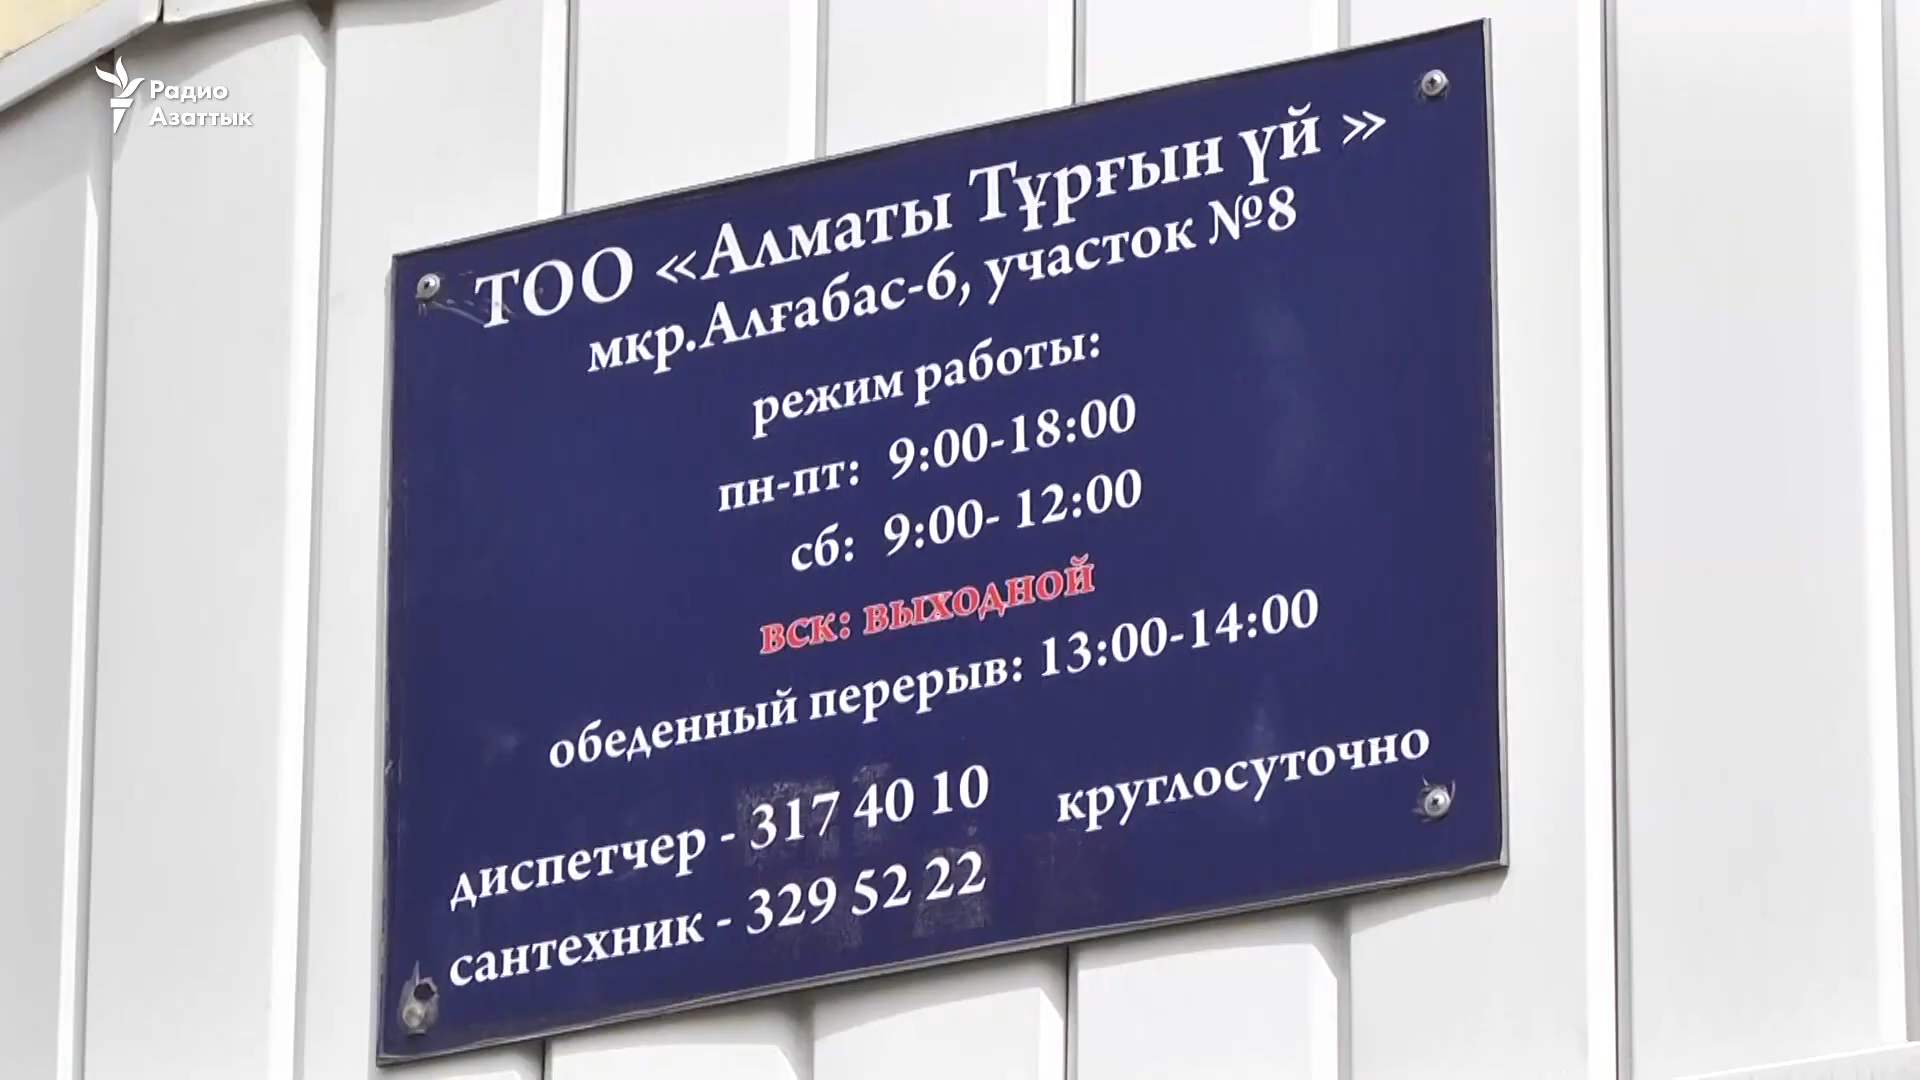 Радио
Азаттык
ТОО «Алматы Тұрғын үй »
мкр.Алғабас-6, участок №8
режим работы:
пн-пт: 9:00-18:00
сб: 9:00- 12:00
вск: выходной
обеденный перерыв: 13:00-14:00
диспетчер - 317 40 10 круглосуточно
сантехник - 329 52 22